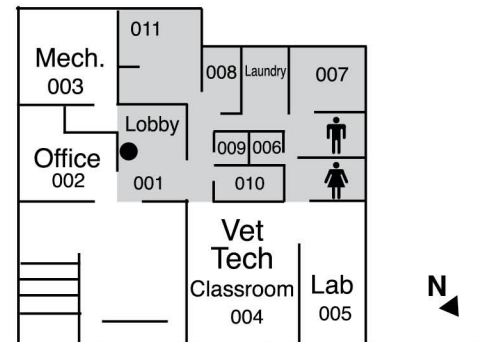 011
Mech.
003
008
Laundry
007
Lobby
Office
002
001
009
006
010
Vet
Tech
Classroom
004
Lab
005
N